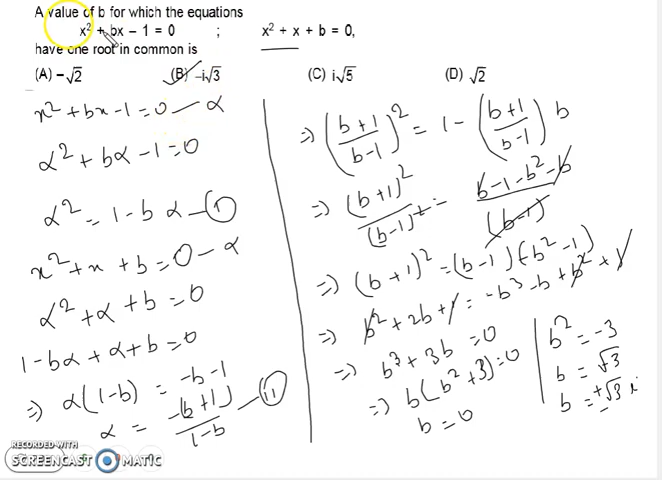 A value of b for which the equations
x² + bx – 1 = 0 ; x² + x + b = 0,
have one root in common is
(A) –√2 (B) –i√3 (C) i√5 (D) √2
x² + bx - 1 = 0 — α
α² + bα - 1 = 0
α² = 1 - bα — (1)
x² + x + b = 0 — α
α² + α + b = 0
1 - bα + α + b = 0
⇒ α(1-b) = -b - 1
α = -(b+1)/(1-b) — (11)
⇒ ((b+1)/(b-1))² = 1 - ((b+1)/(b-1)) b
⇒ (b+1)²/(b-1)² = (b-1-b²-b)/(b-1)
⇒ (b+1)² = (b-1)(-b²-1)
⇒ b² + 2b + 1 = -b³ - b + b² + 1
⇒ b³ + 3b = 0
⇒ b(b²+3) = 0
b = 0
b² = -3
b = √3
b = ±√3 i
RECORDED WITH
SCREENCAST MATIC